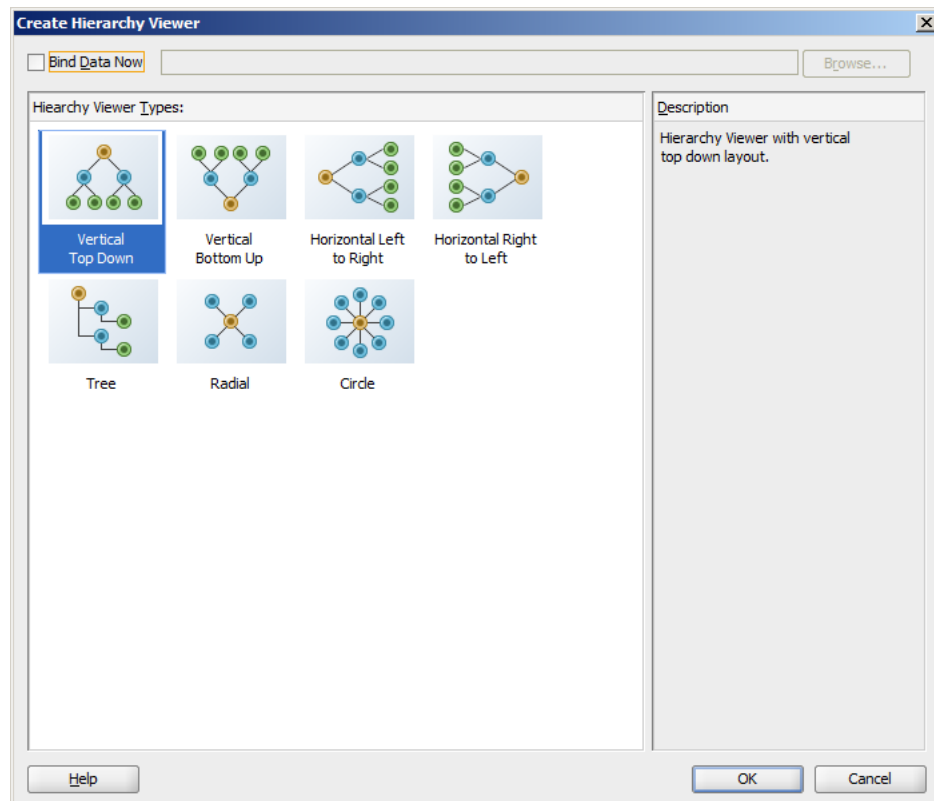 Create Hierarchy Viewer
Bind Data Now
Browse...
Hiearchy Viewer Types:
Description
Hierarchy Viewer with vertical
top down layout.
Vertical
Top Down
Vertical
Bottom Up
Horizontal Left
to Right
Horizontal Right
to Left
Tree
Radial
Circle
Help
OK
Cancel